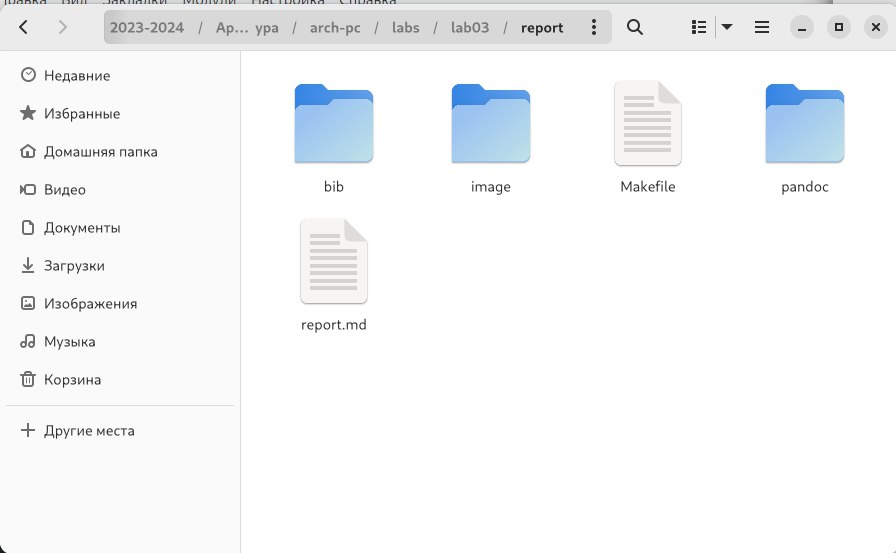 Справка
2023-2024 / Ар… ура / arch-pc / labs / lab03 / report
Недавние
Избранные
Домашняя папка
Видео
Документы
Загрузки
Изображения
Музыка
Корзина
Другие места
bib
image
Makefile
pandoc
report.md